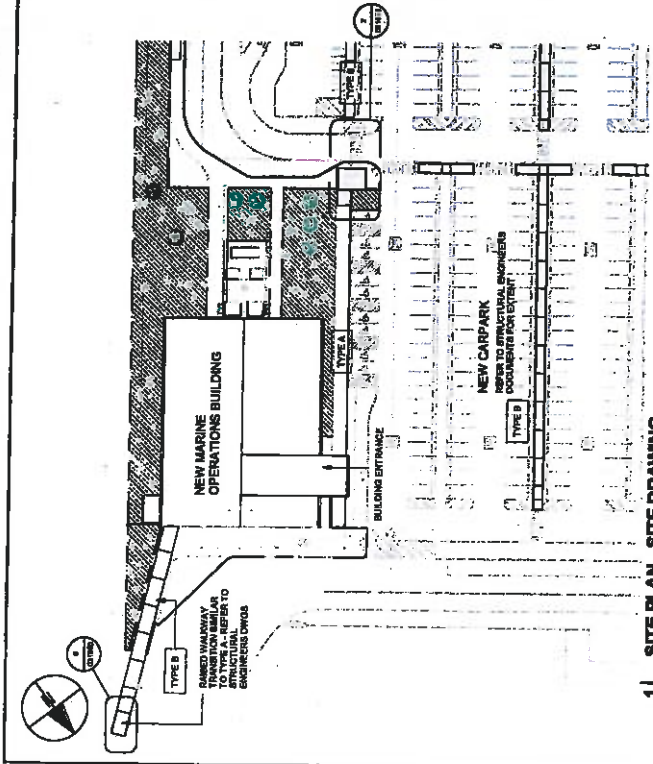 NEW MARINE
OPERATIONS BUILDING
TYPE A
TYPE B
BUILDING ENTRANCE
NEW CARPARK
REFER TO STRUCTURAL ENGINEERS
DOCUMENTS FOR EXTENT
TYPE B
TYPE B
RAISED WALKWAY
TRANSITION SIMILAR
TO TYPE A - REFER TO
STRUCTURAL
ENGINEERS DWGS
1 SITE PLAN - SITE DRAWING